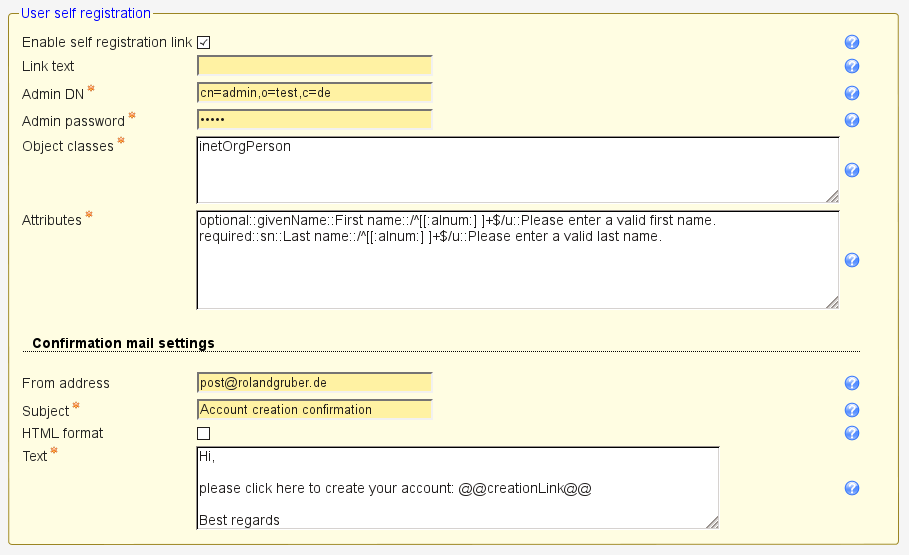 User self registration
Enable self registration link
Link text
Admin DN * cn=admin,o=test,c=de
Admin password * •••••
Object classes * inetOrgPerson
Attributes * optional::givenName::First name::/^[[:alnum:] ]+$/u::Please enter a valid first name.
required::sn::Last name::/^[[:alnum:] ]+$/u::Please enter a valid last name.
Confirmation mail settings
From address post@rolandgruber.de
Subject * Account creation confirmation
HTML format
Text * Hi,
please click here to create your account: @@creationLink@@
Best regards